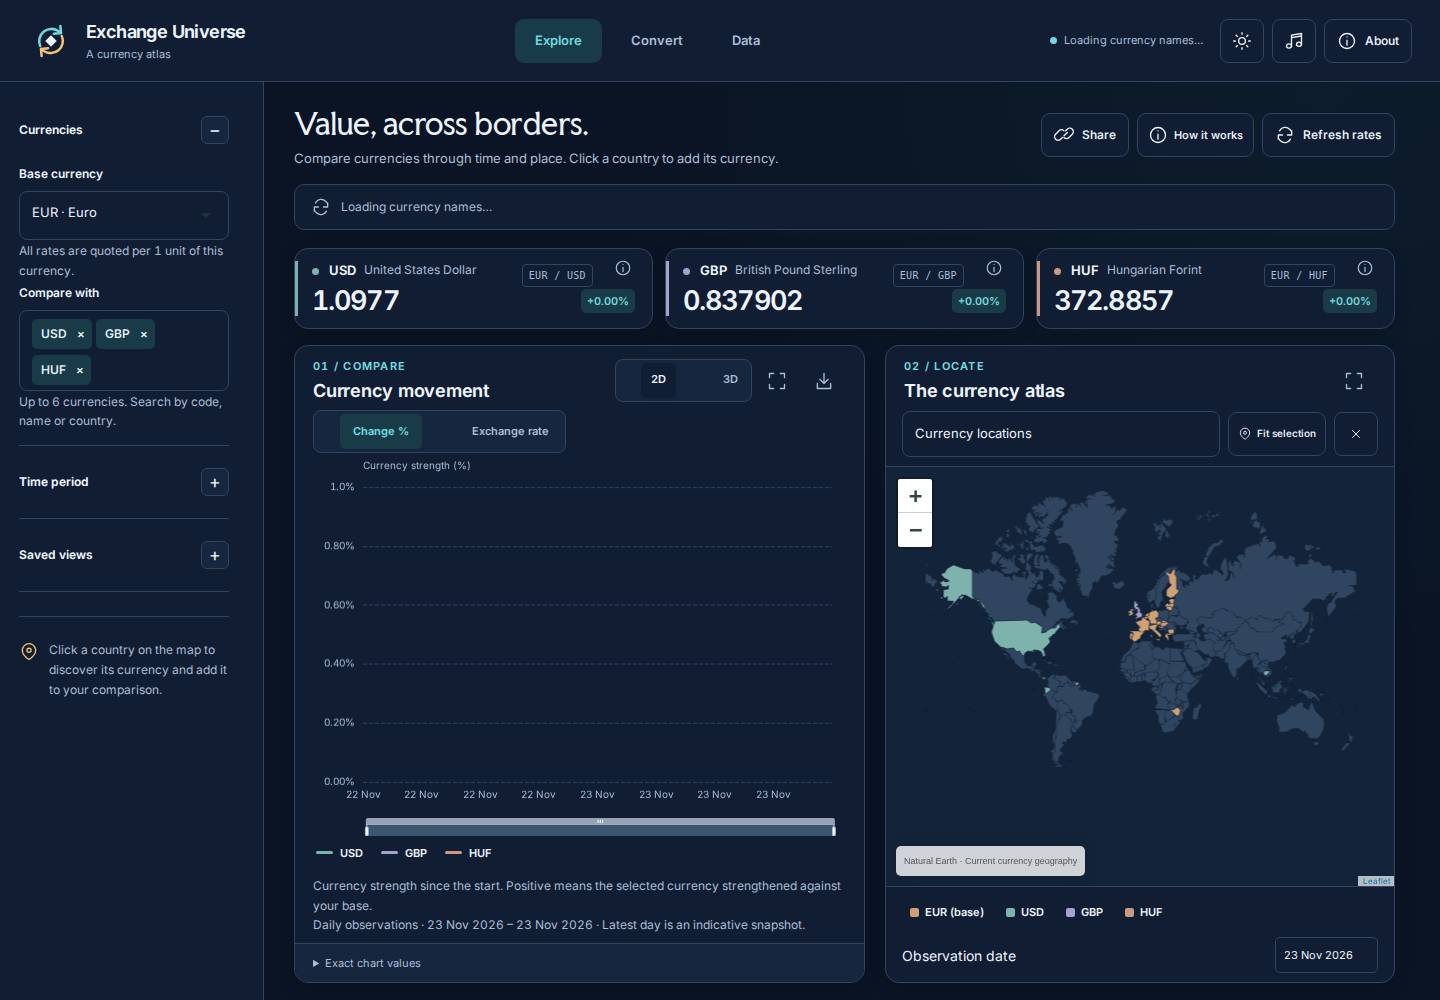 Exchange Universe
A currency atlas
Explore
Convert
Data
Loading currency names...
About
Currencies
−
Base currency
EUR · Euro
All rates are quoted per 1 unit of this
currency.
Compare with
USD ×
GBP ×
HUF ×
Up to 6 currencies. Search by code,
name or country.
Time period
+
Saved views
+
Click a country on the map to
discover its currency and add it
to your comparison.
Value, across borders.
Compare currencies through time and place. Click a country to add its currency.
Share
How it works
Refresh rates
Loading currency names...
USD United States Dollar
EUR / USD
1.0977
+0.00%
GBP British Pound Sterling
EUR / GBP
0.837902
+0.00%
HUF Hungarian Forint
EUR / HUF
372.8857
+0.00%
01 / COMPARE
Currency movement
2D
3D
Change %
Exchange rate
Currency strength (%)
1.0%
0.80%
0.60%
0.40%
0.20%
0.00%
22 Nov 22 Nov 22 Nov 22 Nov 23 Nov 23 Nov 23 Nov 23 Nov
USD GBP HUF
Currency strength since the start. Positive means the selected currency strengthened against
your base.
Daily observations · 23 Nov 2026 – 23 Nov 2026 · Latest day is an indicative snapshot.
Exact chart values
02 / LOCATE
The currency atlas
Currency locations
Fit selection
×
+
−
Natural Earth · Current currency geography
Leaflet
EUR (base) USD GBP HUF
Observation date
23 Nov 2026